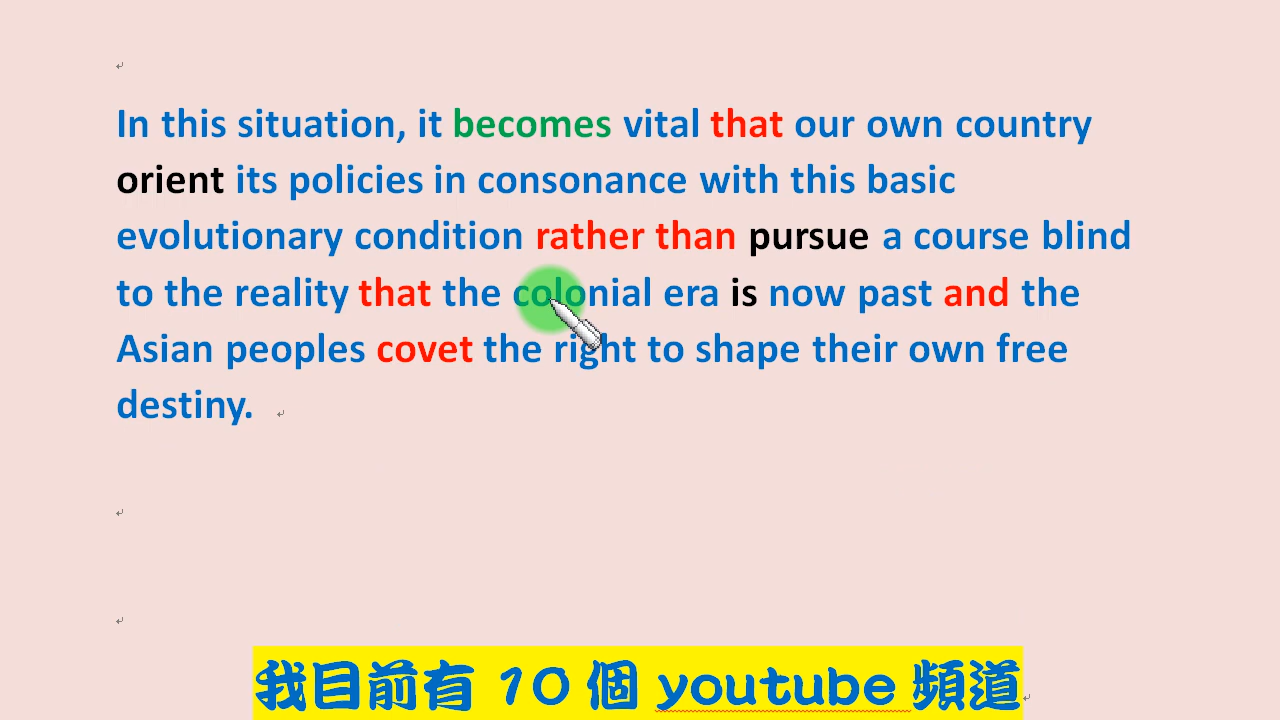 In this situation, it becomes vital that our own country
orient its policies in consonance with this basic
evolutionary condition rather than pursue a course blind
to the reality that the colonial era is now past and the
Asian peoples covet the right to shape their own free
destiny.
我目前有 10 個 youtube 頻道